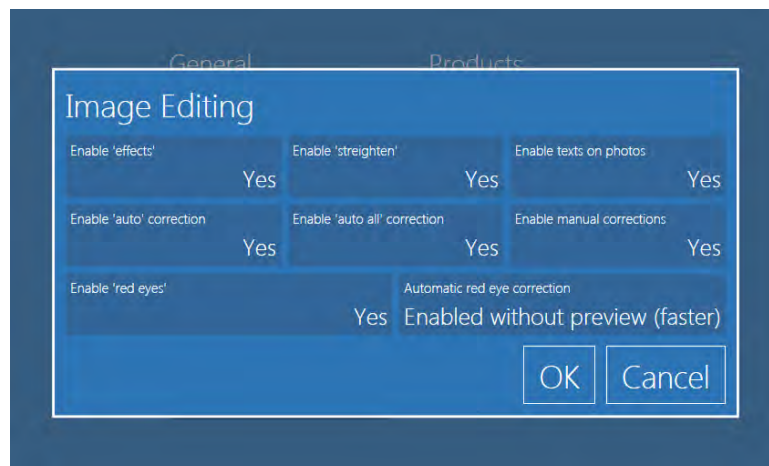 General Products
Image Editing
Enable 'effects' Enable 'streighten' Enable texts on photos
Yes Yes Yes
Enable 'auto' correction Enable 'auto all' correction Enable manual corrections
Yes Yes Yes
Enable 'red eyes' Automatic red eye correction
Yes Enabled without preview (faster)
OK Cancel